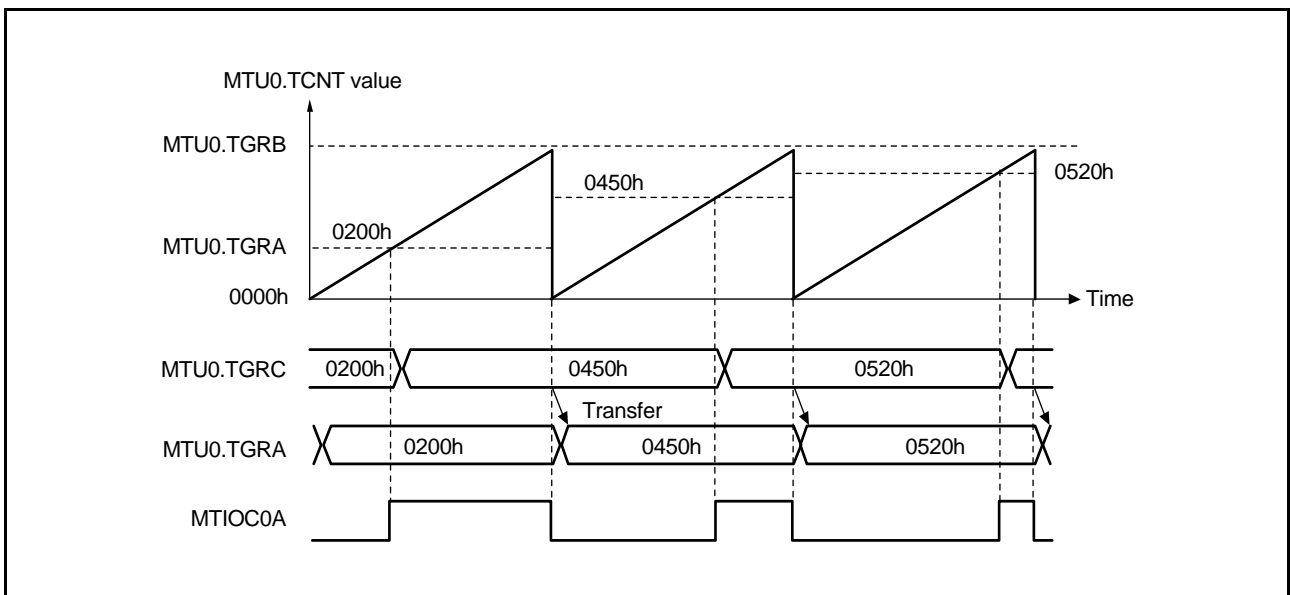 MTU0.TCNT value
MTU0.TGRB
0520h
0450h
0200h
MTU0.TGRA
0000h
Time
MTU0.TGRC 0200h 0450h 0520h
Transfer
MTU0.TGRA 0200h 0450h 0520h
MTIOC0A